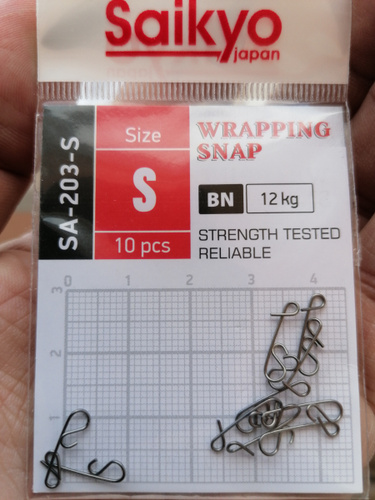 Saikyo
japan
SA-203-S
Size
S
10 pcs
WRAPPING
SNAP
BN
12 kg
STRENGTH TESTED
RELIABLE
0 1 2 3 4
3
2
1